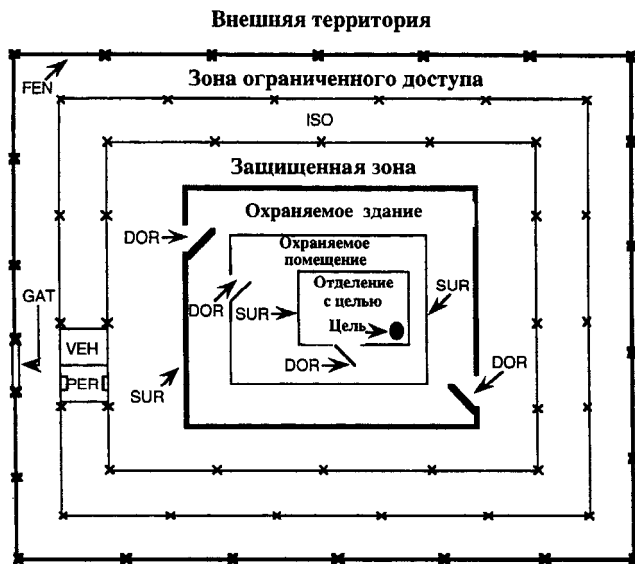 Внешняя территория
FEN
Зона ограниченного доступа
ISO
Защищенная зона
Охраняемое здание
DOR
Охраняемое
помещение
GAT
DOR
SUR
Отделение
с целью
SUR
Цель
VEH
DOR
DOR
PER
SUR